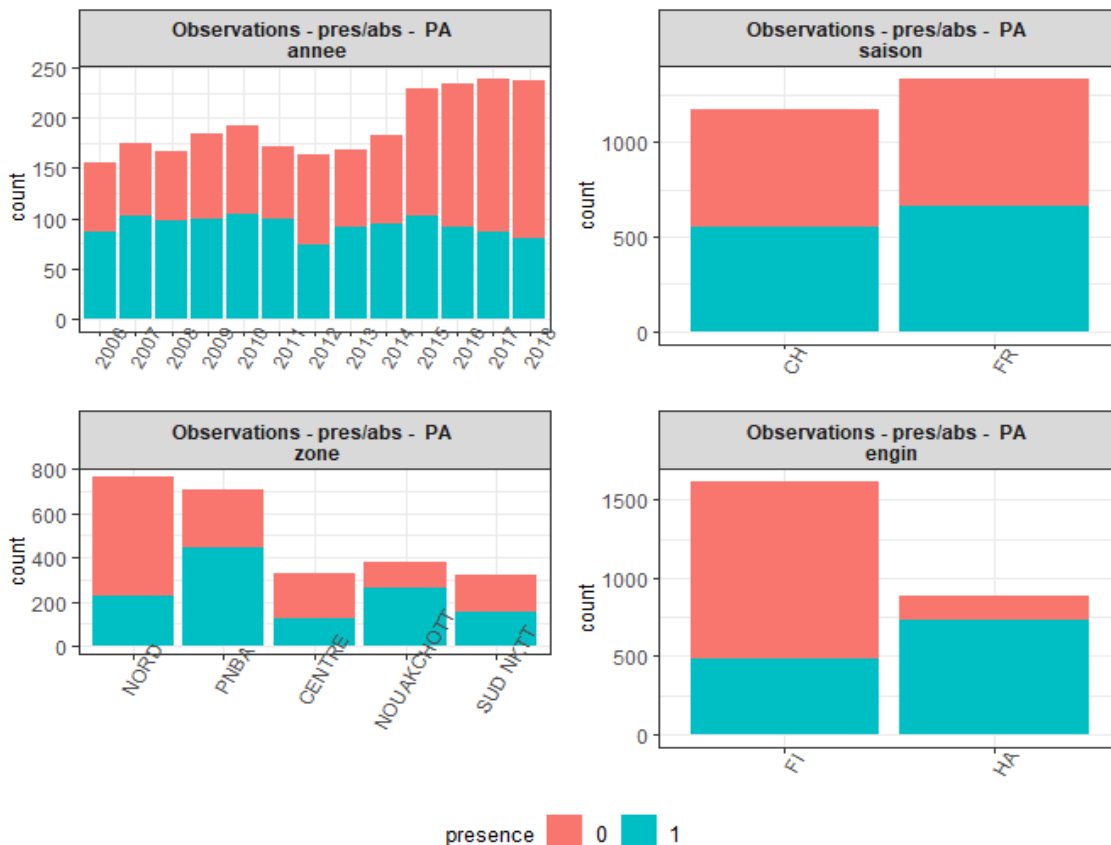 Observations - pres/abs - PA
annee
count
250
200
150
100
50
0
2006 2007 2008 2009 2010 2011 2012 2013 2014 2015 2016 2017 2018
Observations - pres/abs - PA
saison
count
1000
500
0
CH FR
Observations - pres/abs - PA
zone
count
800
600
400
200
0
NORD PNBA CENTRE NOUAKCHOTT SUD NKTT
Observations - pres/abs - PA
engin
count
1500
1000
500
0
FI HA
presence 0 1